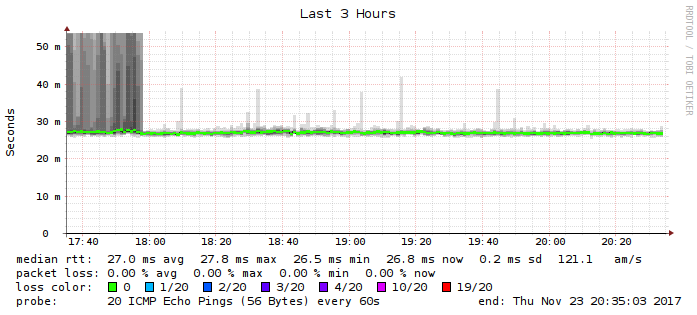 Last 3 Hours
RRDTOOL / TOBI OETIKER
Seconds
50 m
40 m
30 m
20 m
10 m
0
17:40 18:00 18:20 18:40 19:00 19:20 19:40 20:00 20:20
median rtt: 27.0 ms avg 27.8 ms max 26.5 ms min 26.8 ms now 0.2 ms sd 121.1 am/s
packet loss: 0.00 % avg 0.00 % max 0.00 % min 0.00 % now
loss color: 0 1/20 2/20 3/20 4/20 10/20 19/20
probe: 20 ICMP Echo Pings (56 Bytes) every 60s end: Thu Nov 23 20:35:03 2017